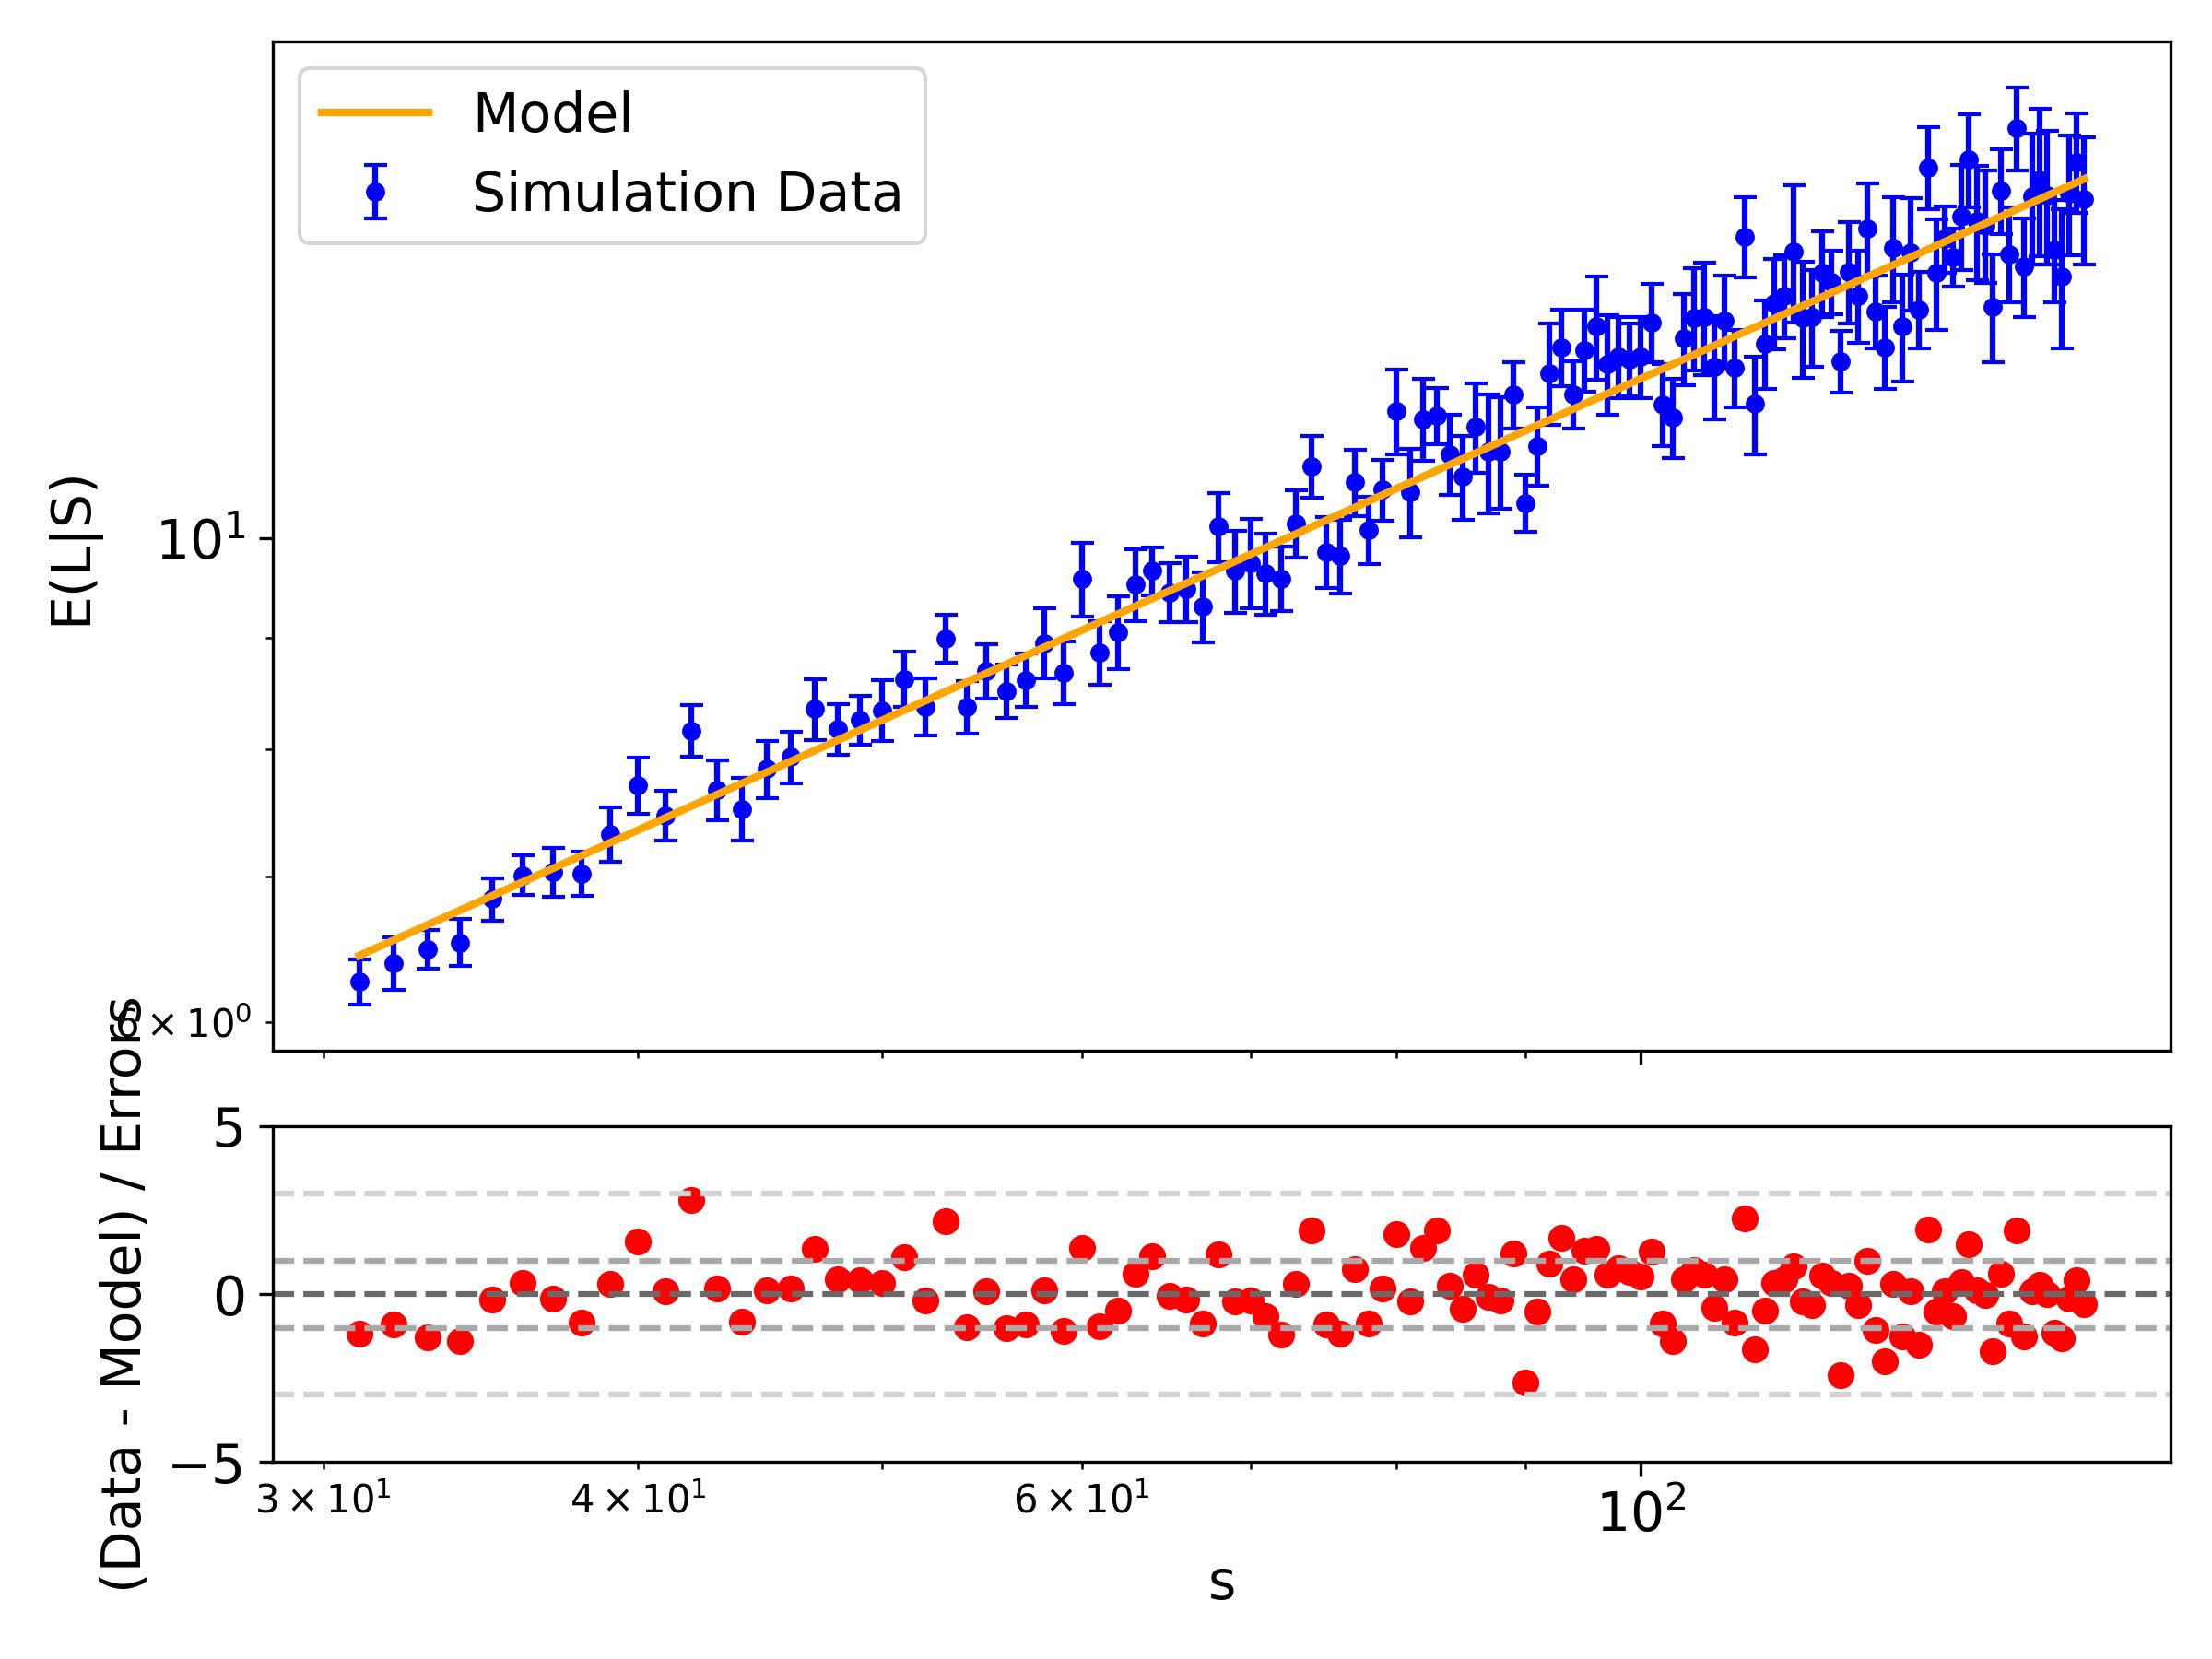 Model
Simulation Data
E(L|S)
10¹
6 × 10⁰
(Data - Model) / Errors
5
0
−5
3 × 10¹
4 × 10¹
6 × 10¹
10²
s